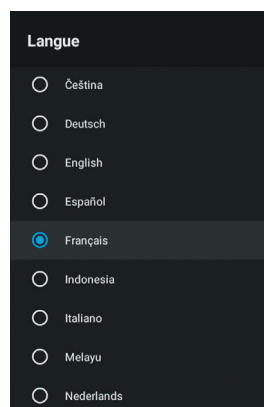 Langue
Čeština
Deutsch
English
Español
Français
Indonesia
Italiano
Melayu
Nederlands